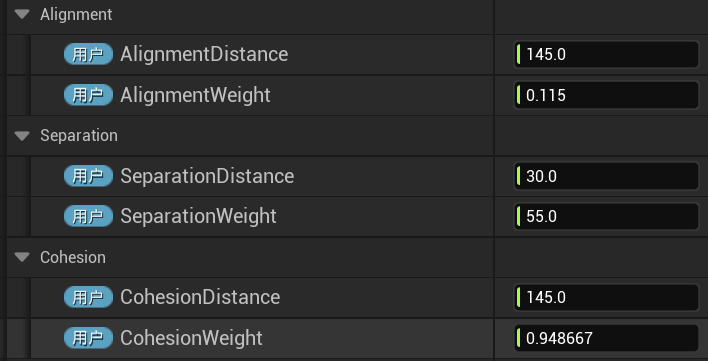 Alignment
用户 AlignmentDistance 145.0
用户 AlignmentWeight 0.115
Separation
用户 SeparationDistance 30.0
用户 SeparationWeight 55.0
Cohesion
用户 CohesionDistance 145.0
用户 CohesionWeight 0.948667